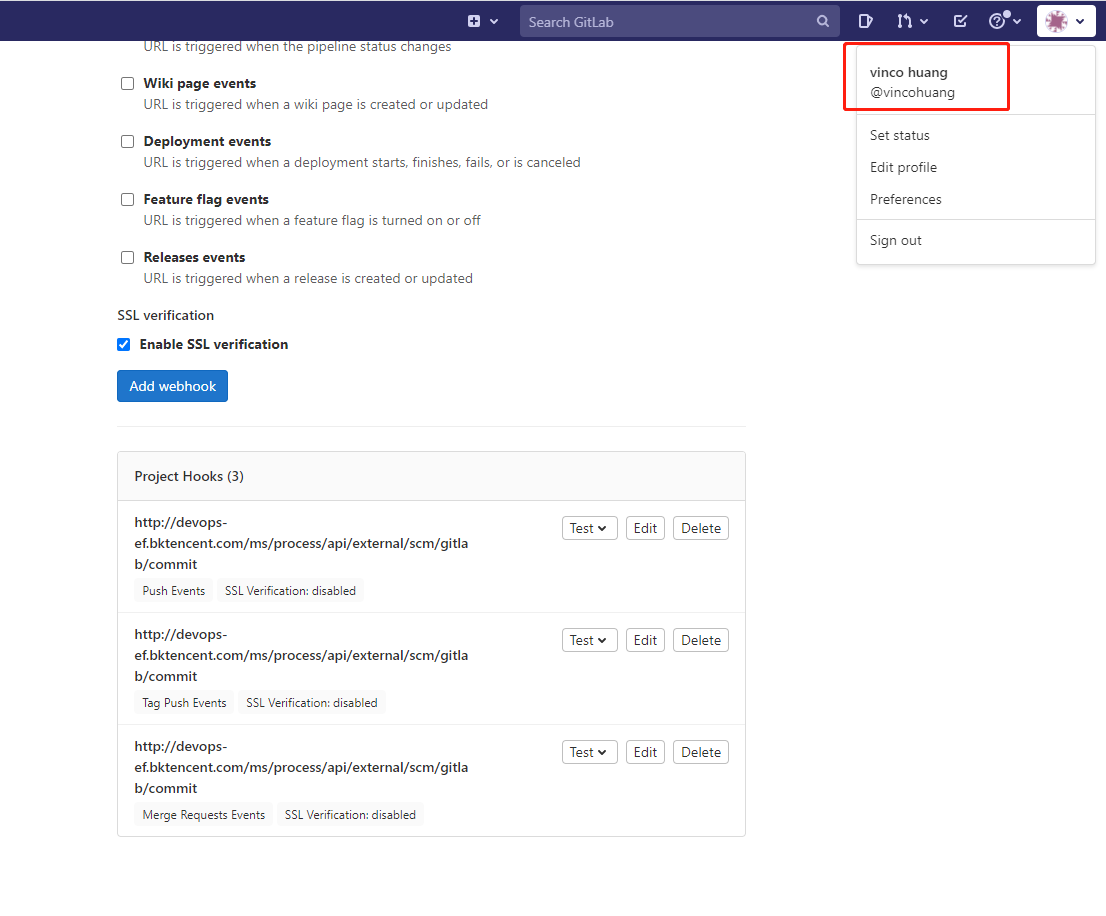 Search GitLab
URL is triggered when the pipeline status changes
vinco huang
@vincohuang
Set status
Edit profile
Preferences
Sign out
Wiki page events
URL is triggered when a wiki page is created or updated
Deployment events
URL is triggered when a deployment starts, finishes, fails, or is canceled
Feature flag events
URL is triggered when a feature flag is turned on or off
Releases events
URL is triggered when a release is created or updated
SSL verification
Enable SSL verification
Add webhook
Project Hooks (3)
http://devops-
ef.bktencent.com/ms/process/api/external/scm/gitla
b/commit
Test Edit Delete
Push Events SSL Verification: disabled
http://devops-
ef.bktencent.com/ms/process/api/external/scm/gitla
b/commit
Test Edit Delete
Tag Push Events SSL Verification: disabled
http://devops-
ef.bktencent.com/ms/process/api/external/scm/gitla
b/commit
Test Edit Delete
Merge Requests Events SSL Verification: disabled